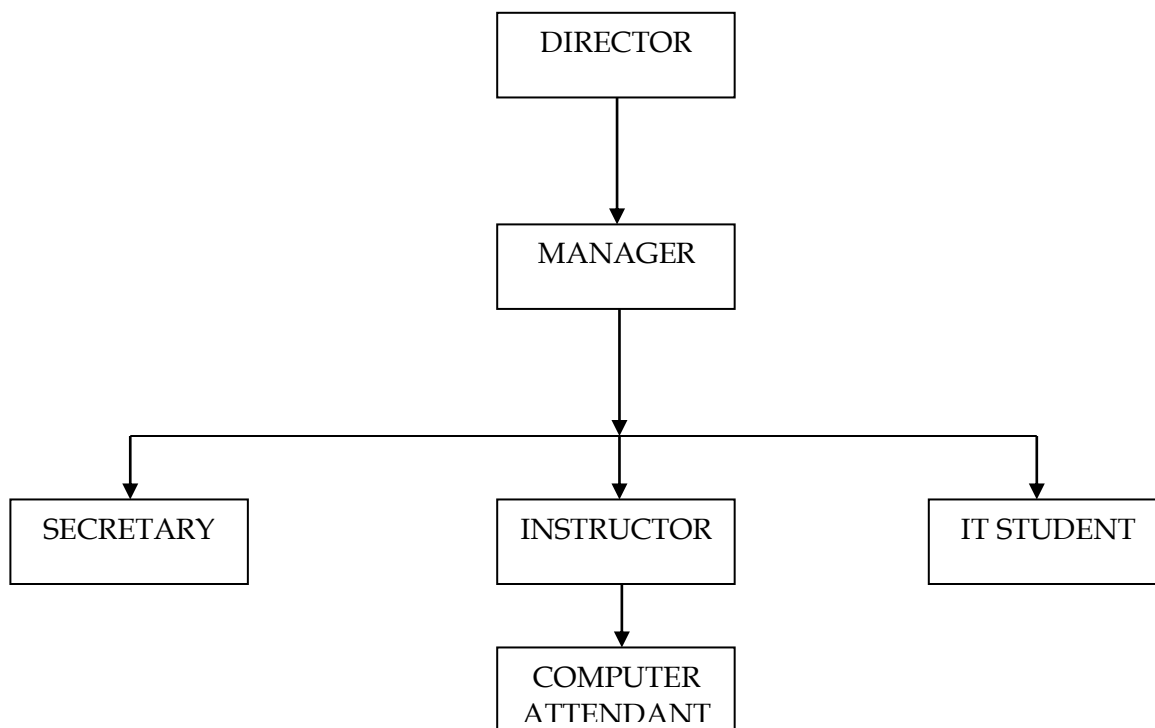 DIRECTOR
MANAGER
SECRETARY
INSTRUCTOR
IT STUDENT
COMPUTER
ATTENDANT